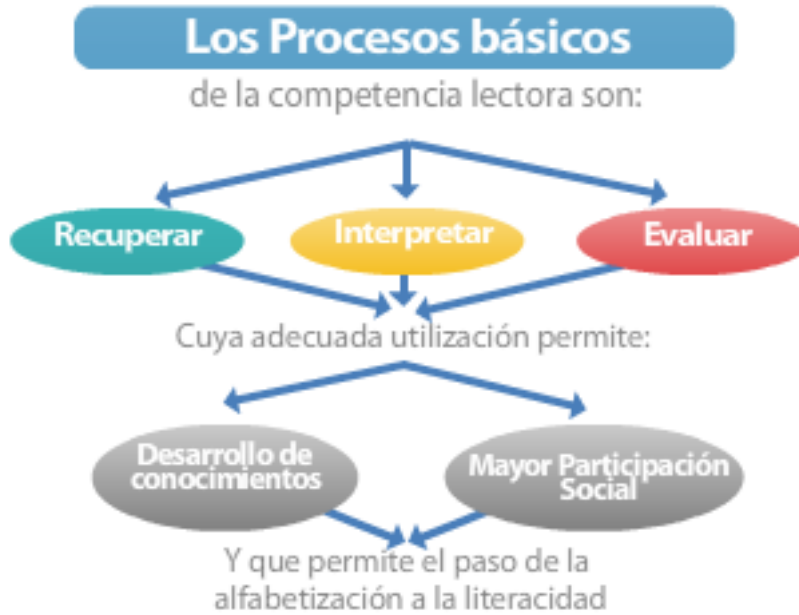 Los Procesos básicos
de la competencia lectora son:
Recuperar
Interpretar
Evaluar
Cuya adecuada utilización permite:
Desarrollo de
conocimientos
Mayor Participación
Social
Y que permite el paso de la
alfabetización a la literacidad